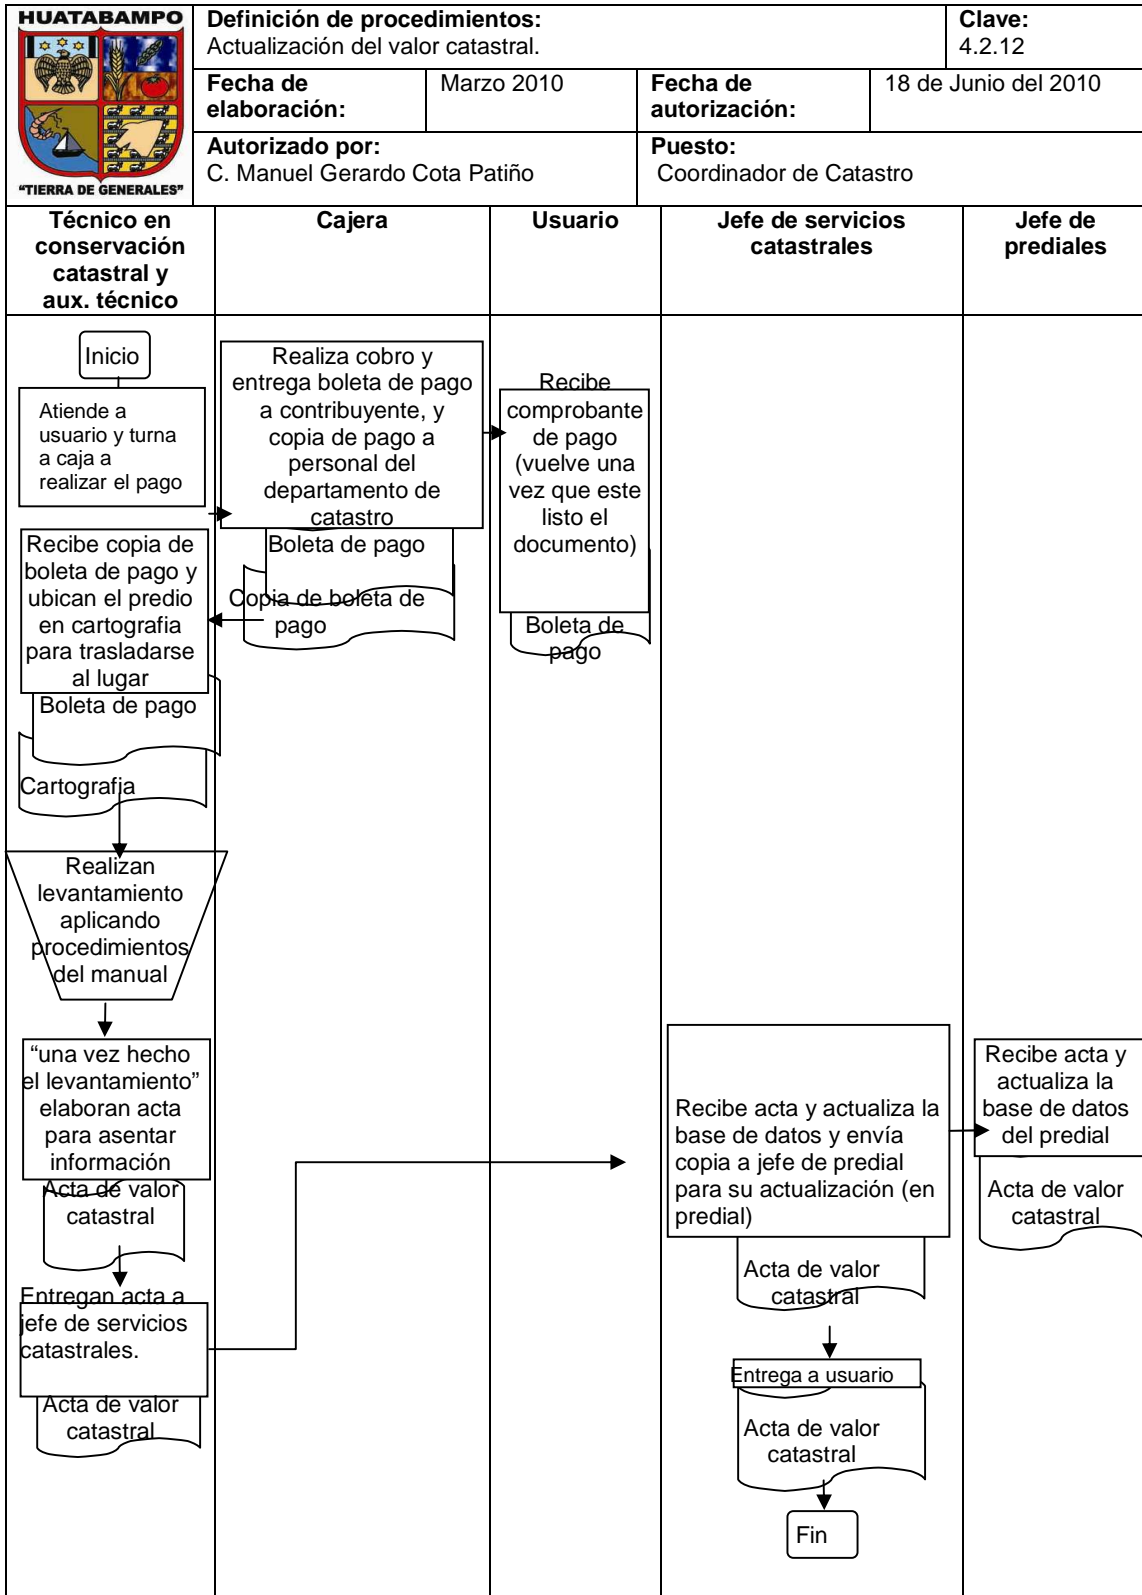 HUATABAMPO
"TIERRA DE GENERALES"
Definición de procedimientos:
Actualización del valor catastral.
Clave:
4.2.12
Fecha de
elaboración:
Marzo 2010
Fecha de
autorización:
18 de Junio del 2010
Autorizado por:
C. Manuel Gerardo Cota Patiño
Puesto:
Coordinador de Catastro
Técnico en
conservación
catastral y
aux. técnico
Cajera
Usuario
Jefe de servicios
catastrales
Jefe de
prediales
Inicio
Atiende a
usuario y turna
a caja a
realizar el pago
Realiza cobro y
entrega boleta de pago
a contribuyente, y
copia de pago a
personal del
departamento de
catastro
Boleta de pago
Copia de boleta de
pago
Recibe
comprobante
de pago
(vuelve una
vez que este
listo el
documento)
Boleta de
pago
Recibe copia de
boleta de pago y
ubican el predio
en cartografia
para trasladarse
al lugar
Boleta de pago
Cartografia
Realizan
levantamiento
aplicando
procedimientos
del manual
“una vez hecho
el levantamiento”
elaboran acta
para asentar
información
Acta de valor
catastral
Entregan acta a
jefe de servicios
catastrales.
Acta de valor
catastral
Recibe acta y actualiza la
base de datos y envía
copia a jefe de predial
para su actualización (en
predial)
Acta de valor
catastral
Entrega a usuario
Acta de valor
catastral
Fin
Recibe acta y
actualiza la
base de datos
del predial
Acta de valor
catastral